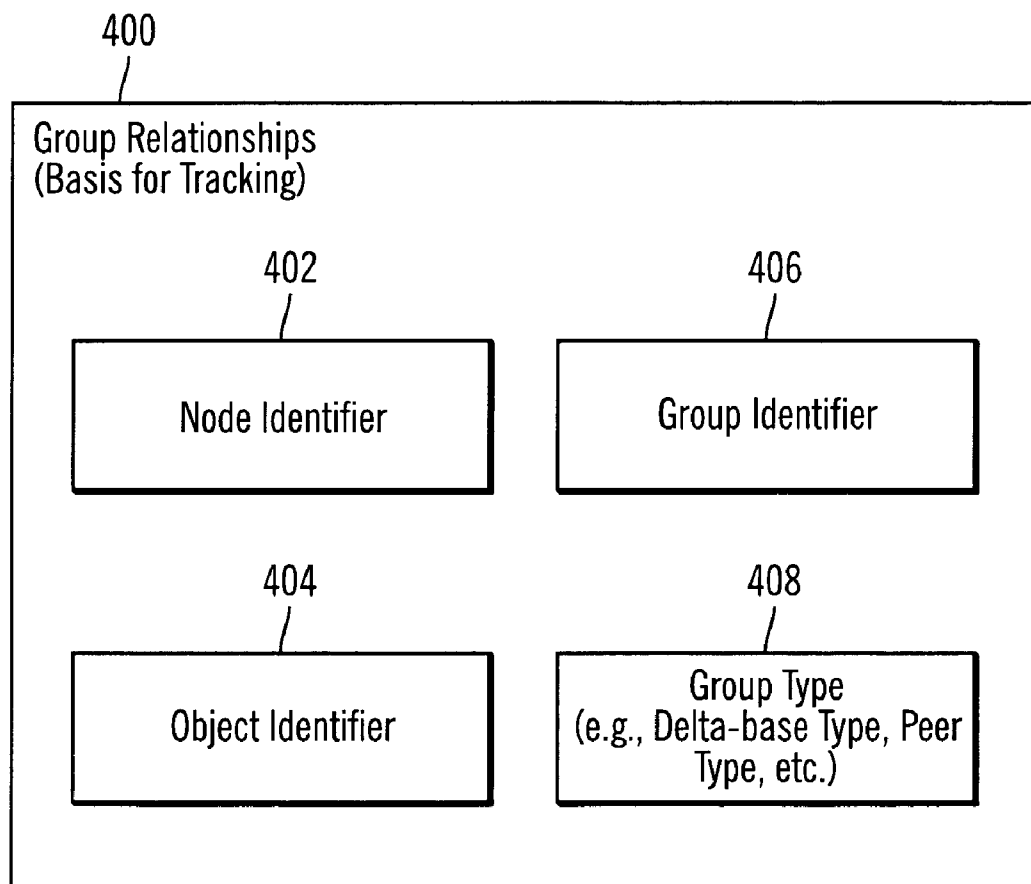 400
Group Relationships
(Basis for Tracking)
402
406
Node Identifier
Group Identifier
404
408
Object Identifier
Group Type
(e.g., Delta-base Type, Peer
Type, etc.)